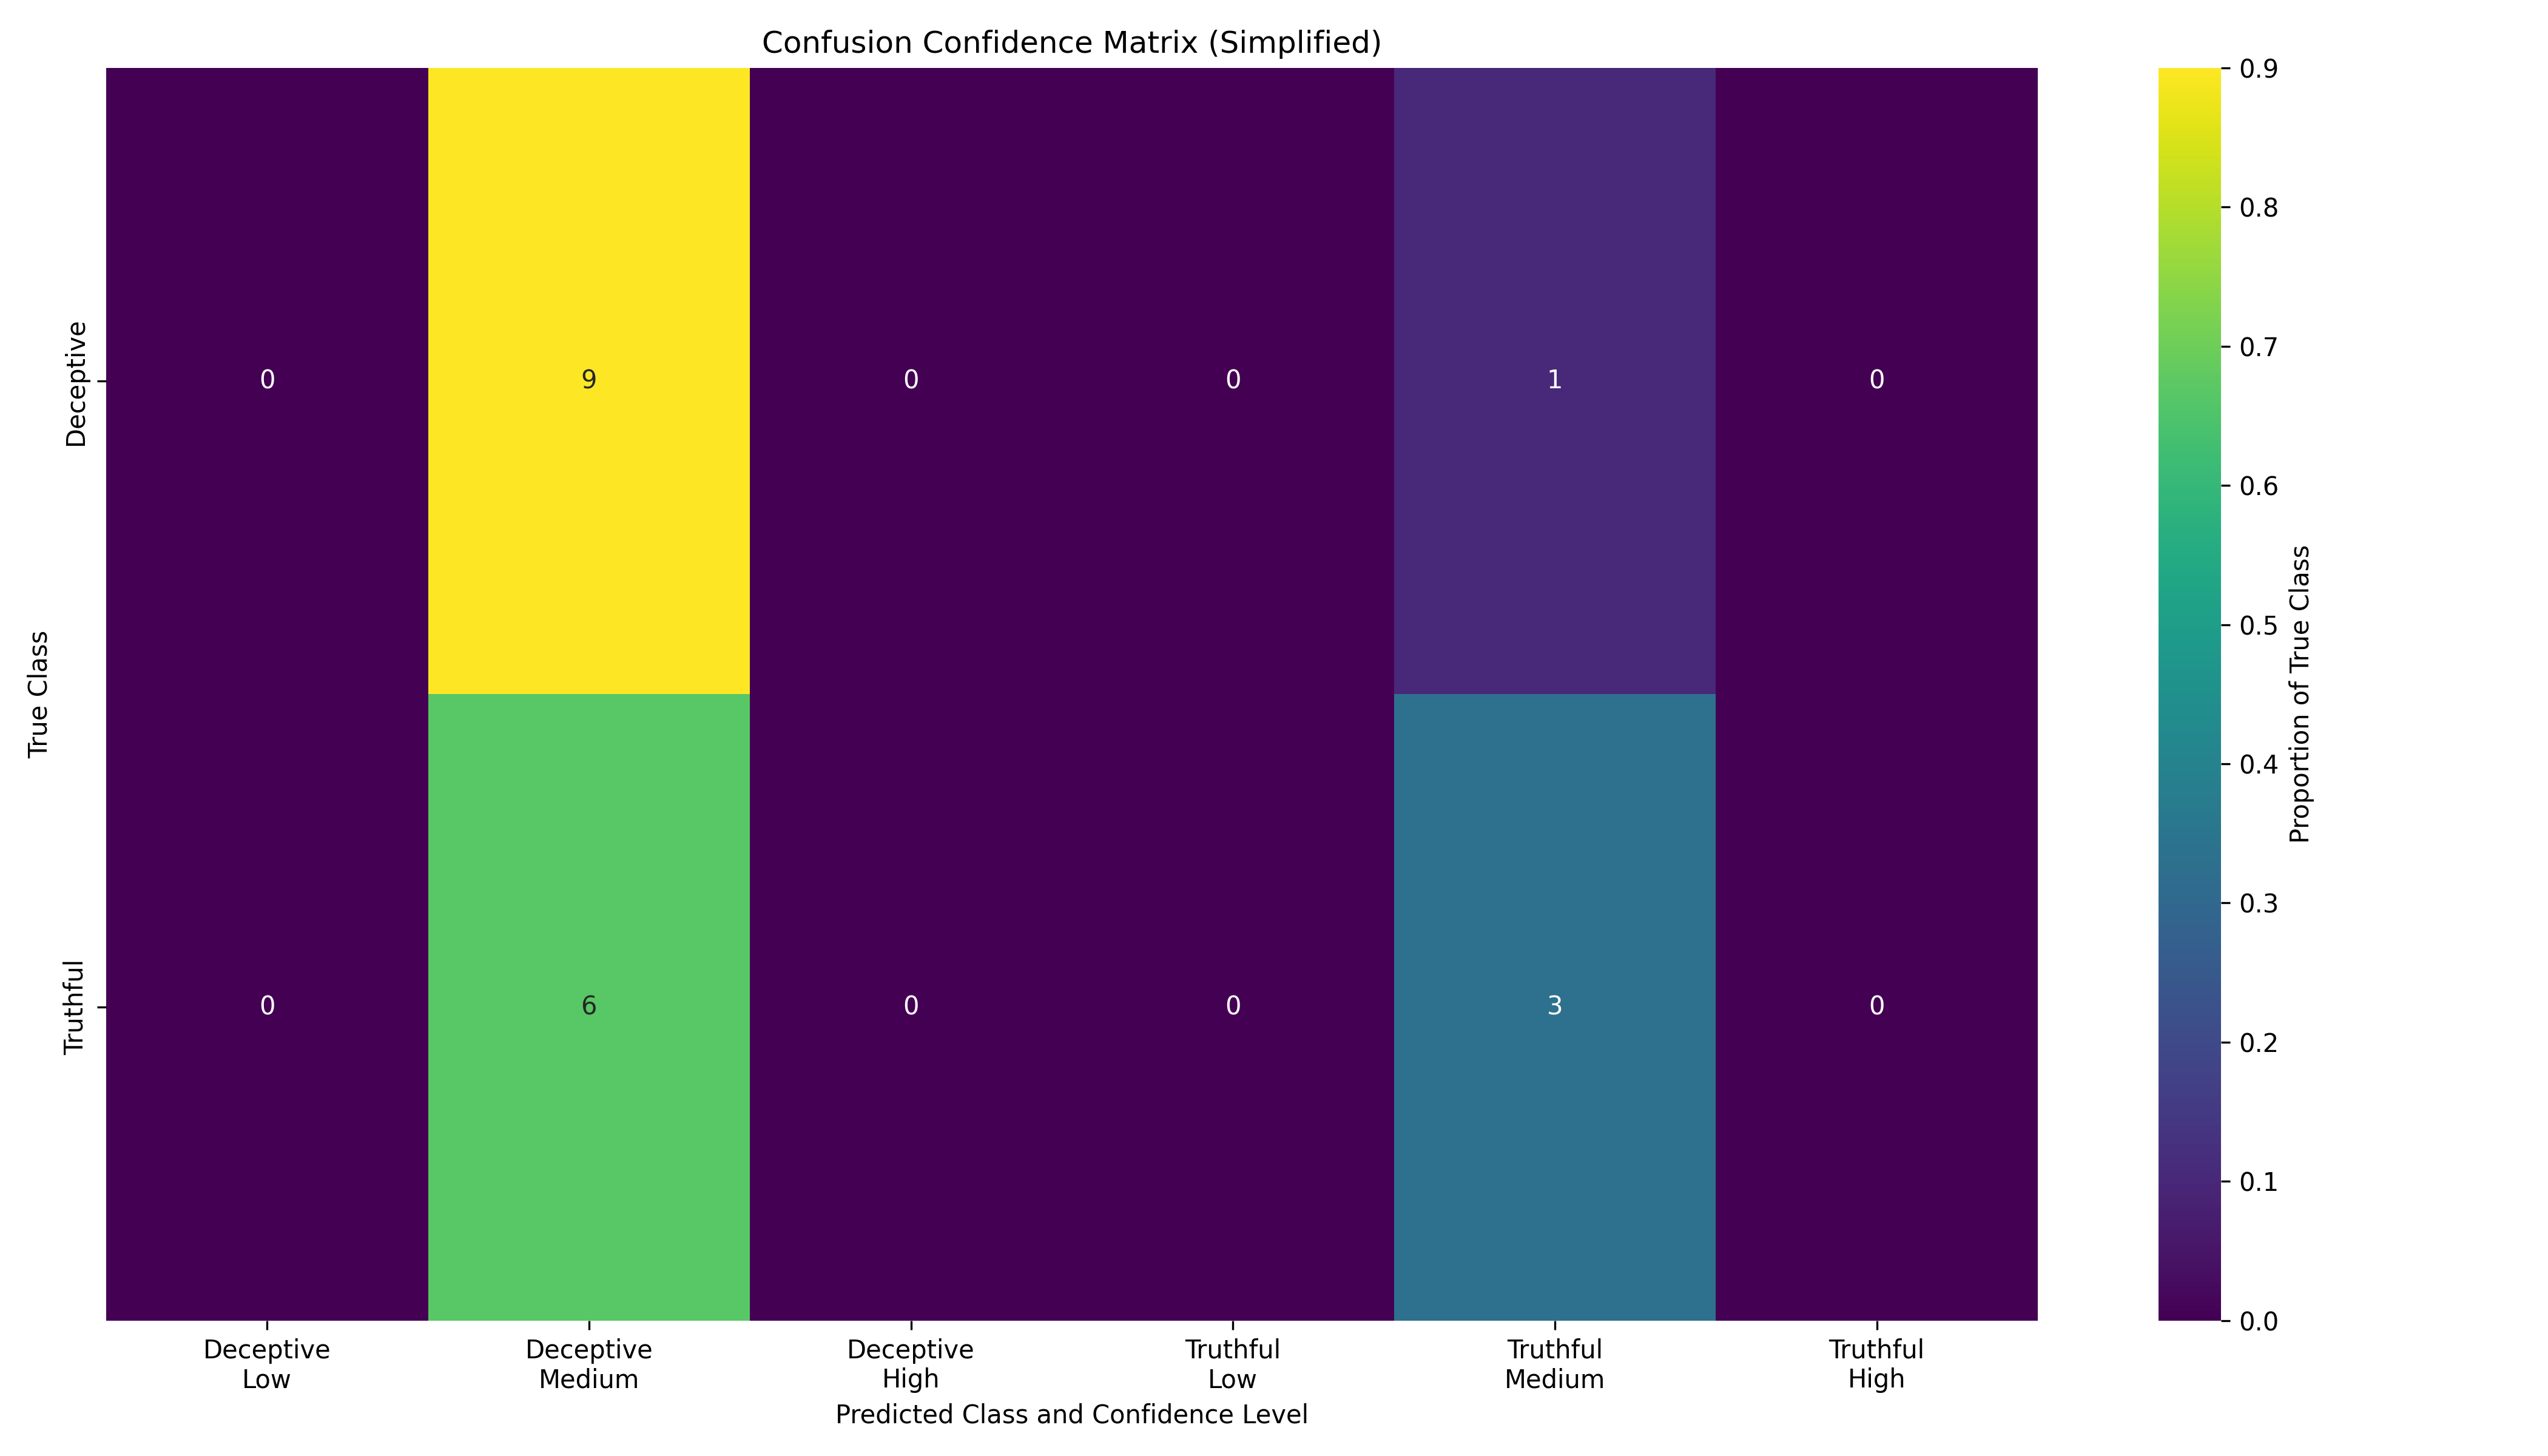 Confusion Confidence Matrix (Simplified)
True Class
Deceptive
0 9 0 0 1 0
Truthful
0 6 0 0 3 0
Deceptive Low
Deceptive Medium
Deceptive High
Truthful Low
Truthful Medium
Truthful High
Predicted Class and Confidence Level
0.9
0.8
0.7
0.6
0.5
0.4
0.3
0.2
0.1
0.0
Proportion of True Class